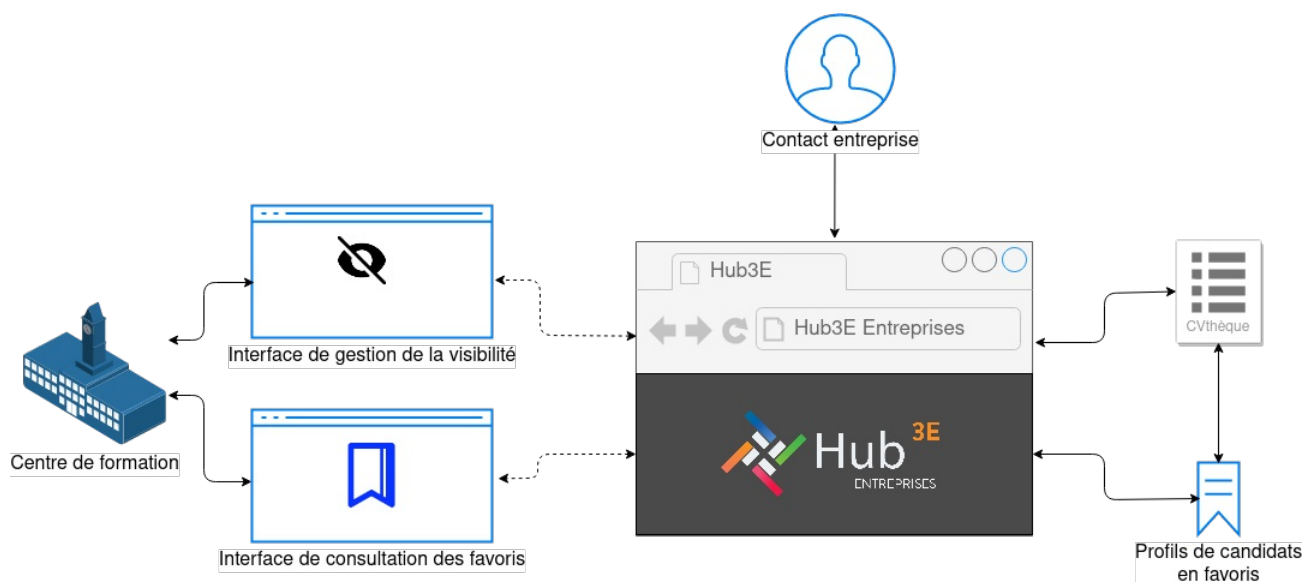 Contact entreprise
Hub3E
Hub3E Entreprises
CVthèque
Interface de gestion de la visibilité
Hub 3E
ENTREPRISES
Centre de formation
Interface de consultation des favoris
Profils de candidats
en favoris